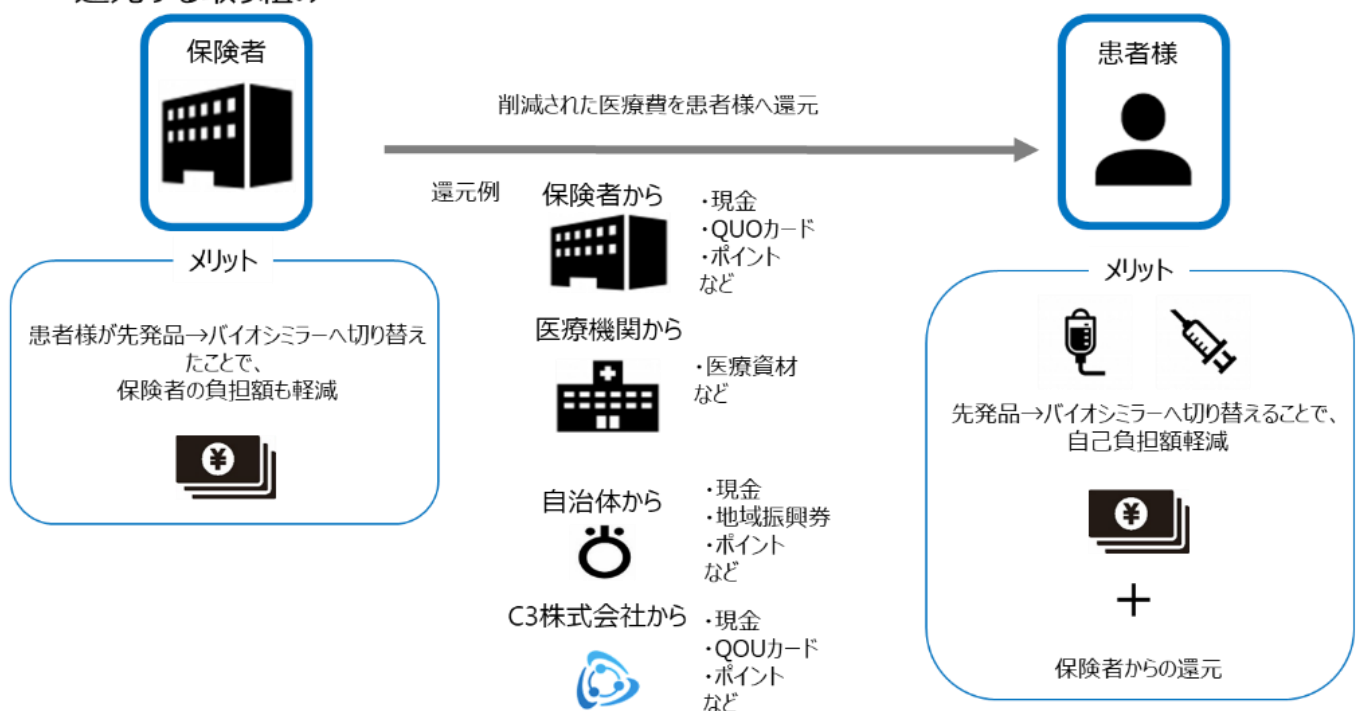 還元する取り組み
保険者
患者様
削減された医療費を患者様へ還元
還元例
保険者から
・現金
・QUOカード
・ポイント
など
医療機関から
・医療資材
など
自治体から
・現金
・地域振興券
・ポイント
など
C3株式会社から
・現金
・QOUカード
・ポイント
など
メリット
患者様が先発品→バイオシミラーへ切り替え
たことで、
保険者の負担額も軽減
¥
メリット
先発品→バイオシミラーへ切り替えることで、
自己負担額軽減
¥
+
保険者からの還元